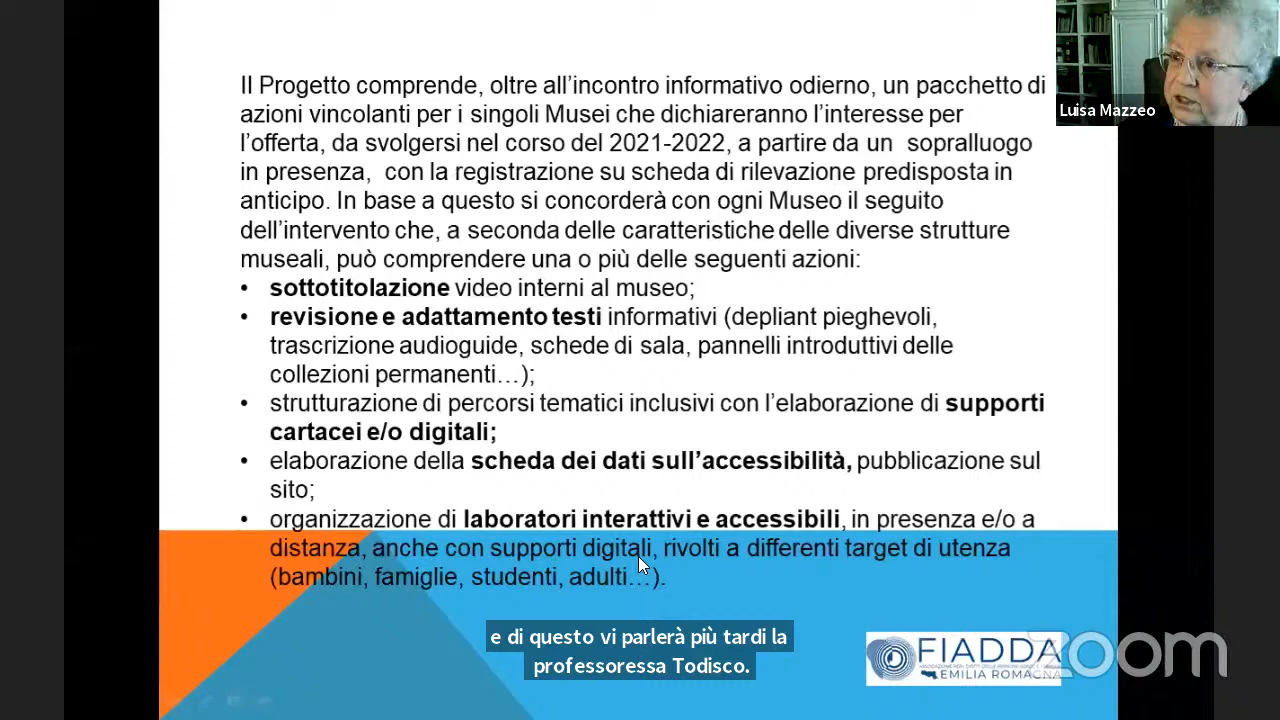 Il Progetto comprende, oltre all'incontro informativo odierno, un pacchetto di
azioni vincolanti per i singoli Musei che dichiareranno l'interesse per
l'offerta, da svolgersi nel corso del 2021-2022, a partire da un sopralluogo
in presenza, con la registrazione su scheda di rilevazione predisposta in
anticipo. In base a questo si concorderà con ogni Museo il seguito
dell'intervento che, a seconda delle caratteristiche delle diverse strutture
museali, può comprendere una o più delle seguenti azioni:
• sottotitolazione video interni al museo;
• revisione e adattamento testi informativi (depliant pieghevoli,
trascrizione audioguide, schede di sala, pannelli introduttivi delle
collezioni permanenti…);
• strutturazione di percorsi tematici inclusivi con l'elaborazione di supporti
cartacei e/o digitali;
• elaborazione della scheda dei dati sull'accessibilità, pubblicazione sul
sito;
• organizzazione di laboratori interattivi e accessibili, in presenza e/o a
distanza, anche con supporti digitali, rivolti a differenti target di utenza
(bambini, famiglie, studenti, adulti…).
Luisa Mazzeo
e di questo vi parlerà più tardi la
professoressa Todisco.
FIADDA
EMILIA ROMAGNA
zoom